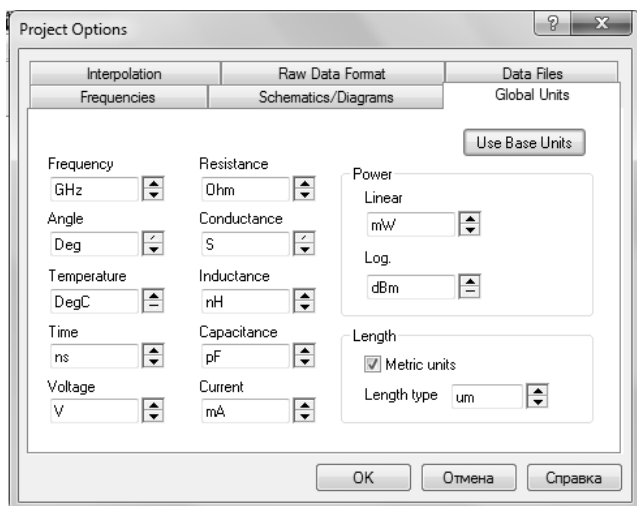 Project Options
Interpolation
Raw Data Format
Data Files
Frequencies
Schematics/Diagrams
Global Units
Use Base Units
Frequency
GHz
Resistance
Ohm
Angle
Deg
Conductance
S
Temperature
DegC
Inductance
nH
Time
ns
Capacitance
pF
Voltage
V
Current
mA
Power
Linear
mW
Log.
dBm
Length
Metric units
Length type
um
OK
Отмена
Справка